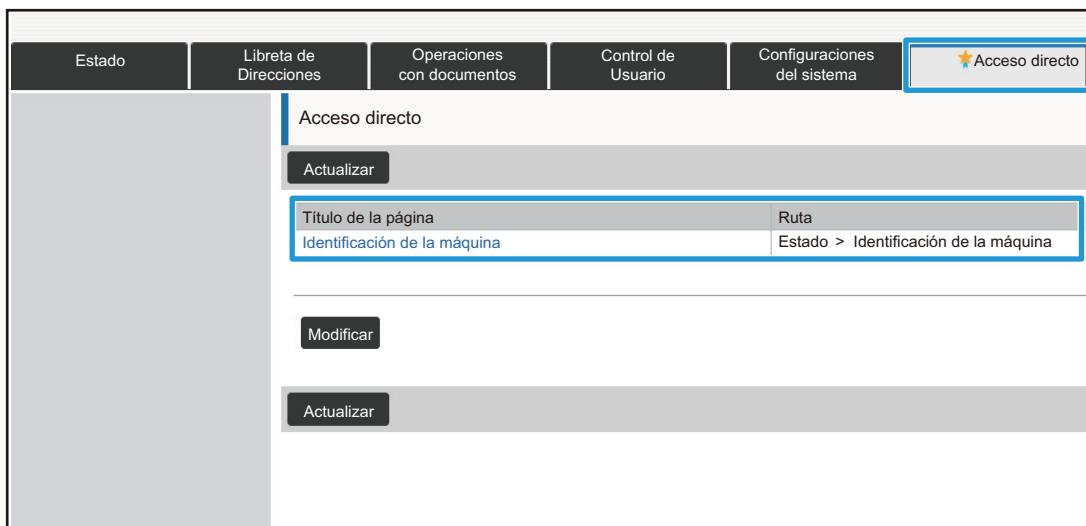 Estado
Libreta de
Direcciones
Operaciones
con documentos
Control de
Usuario
Configuraciones
del sistema
Acceso directo
Acceso directo
Actualizar
Título de la página Ruta
Identificación de la máquina Estado > Identificación de la máquina
Modificar
Actualizar